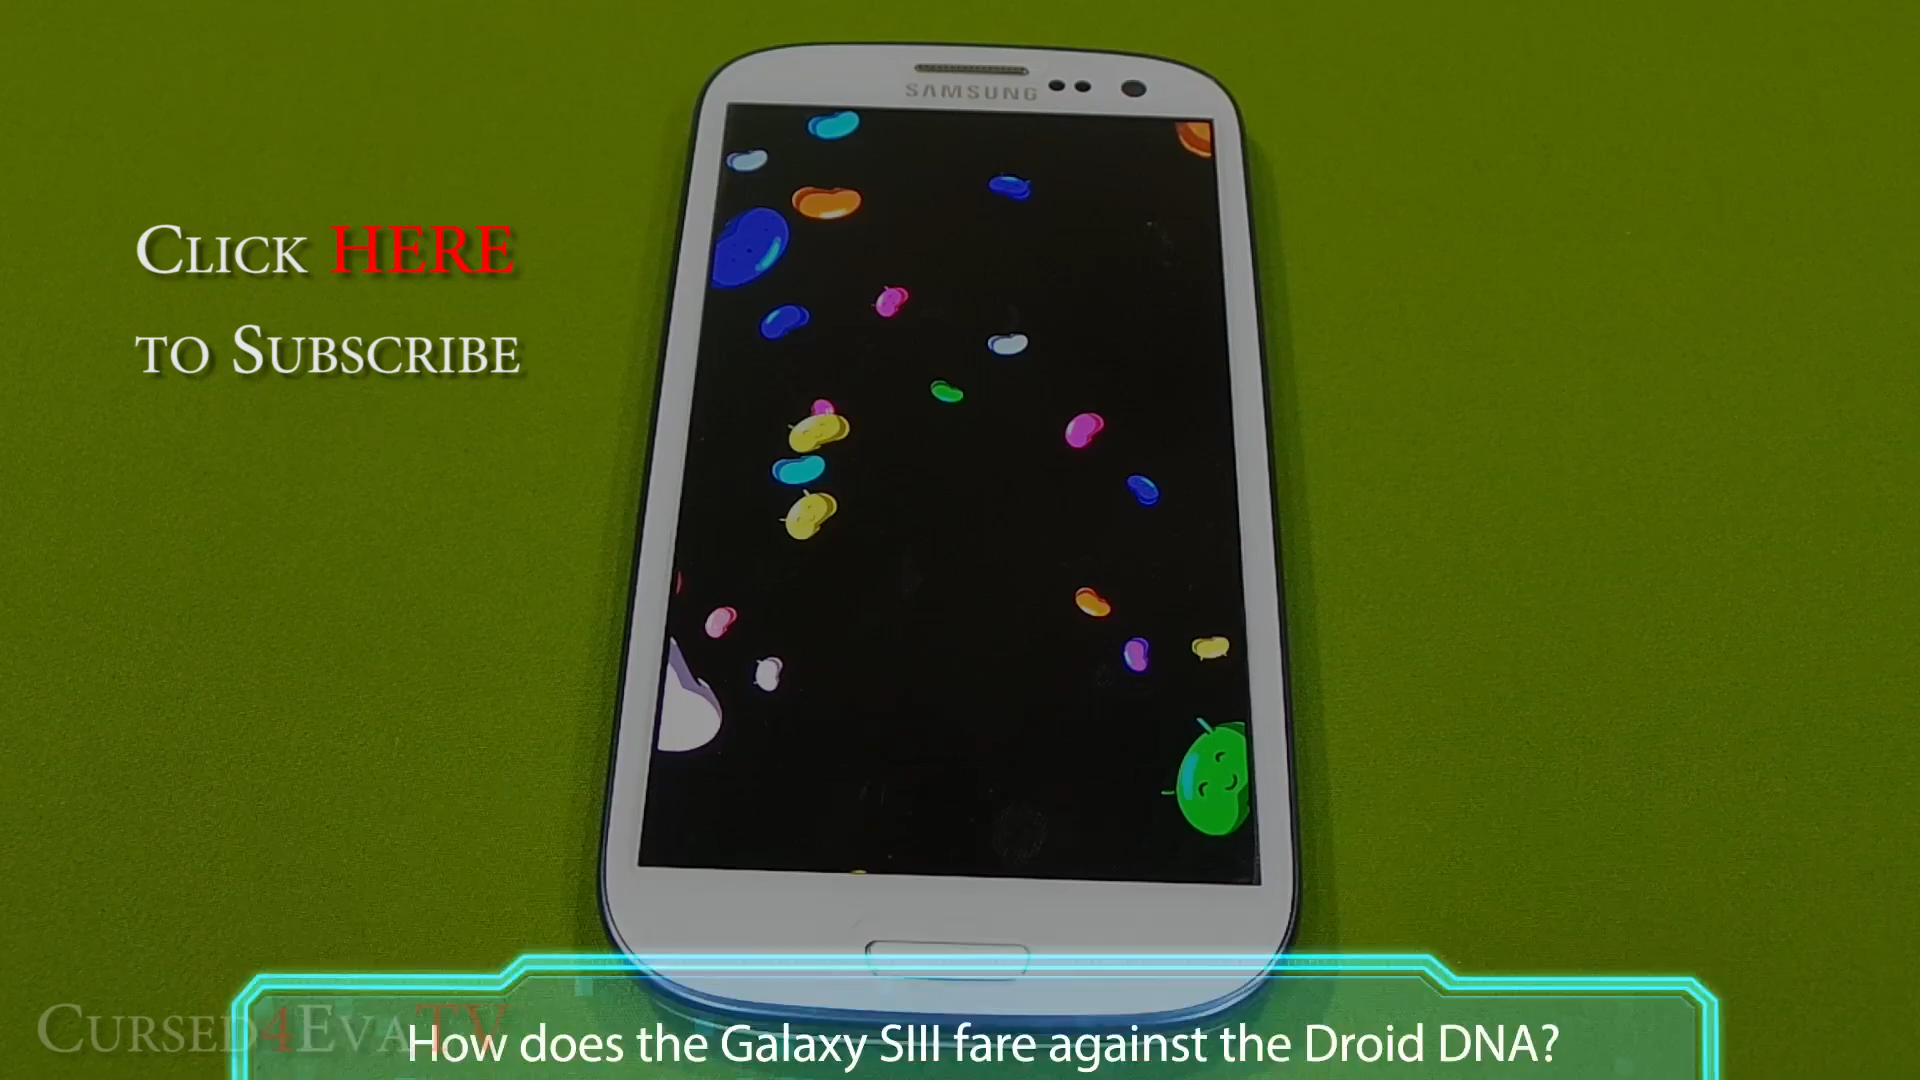 SAMSUNG
CLICK HERE
TO SUBSCRIBE
CURSED4EVATV
How does the Galaxy SIII fare against the Droid DNA?